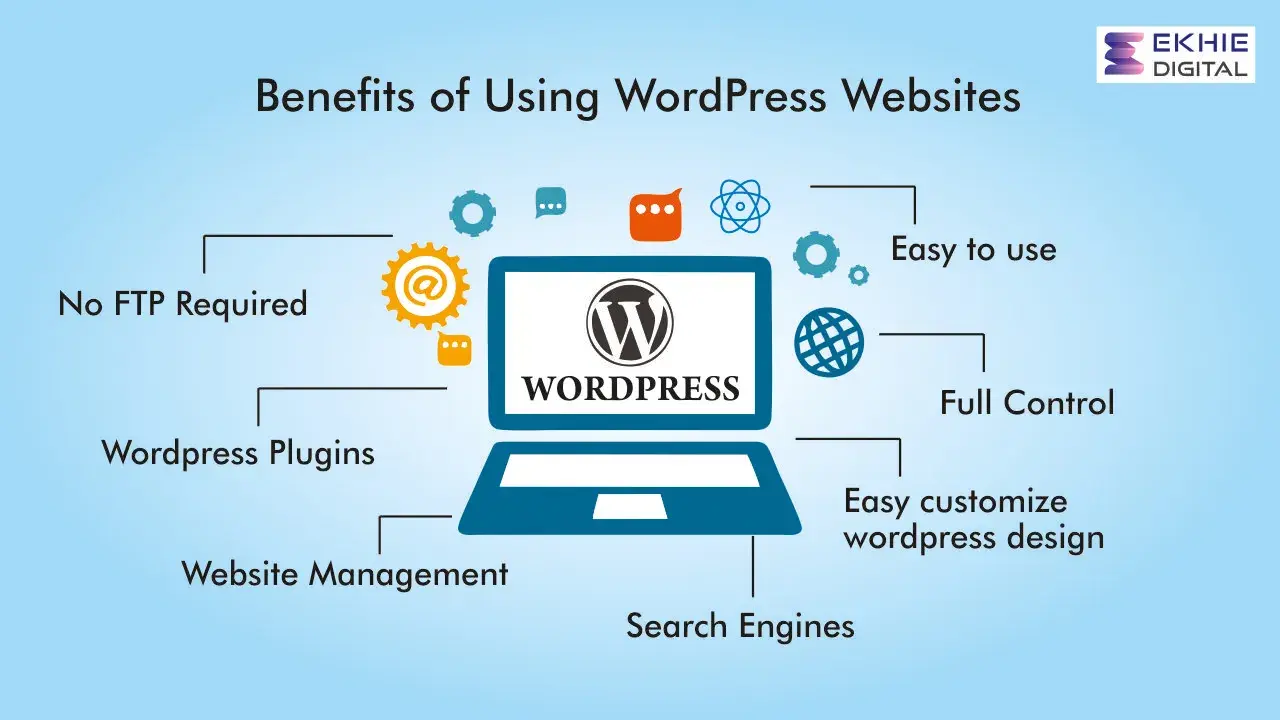 EKHIE
DIGITAL
Benefits of Using WordPress Websites
Easy to use
No FTP Required
W
WORDPRESS
Full Control
Wordpress Plugins
Easy customize
wordpress design
Website Management
Search Engines